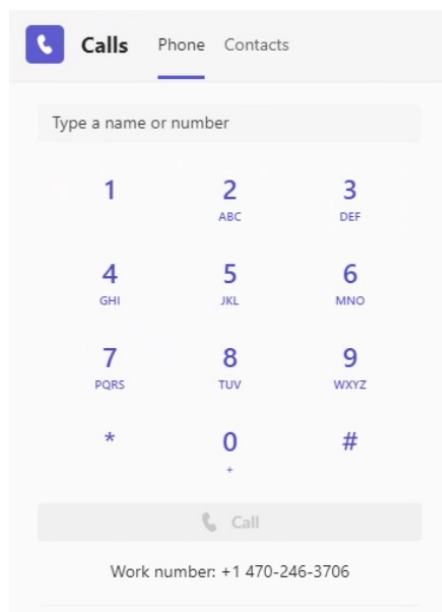 Calls Phone Contacts
Type a name or number
1 2 3
ABC DEF
4 5 6
GHI JKL MNO
7 8 9
PQRS TUV WXYZ
* 0 #
+
Call
Work number: +1 470-246-3706